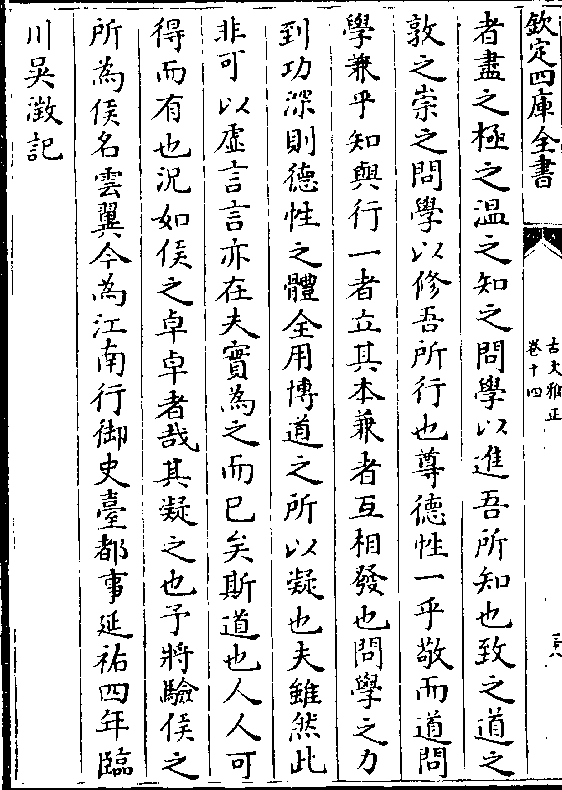 欽定四庫全書
古文雅正
卷十四
者盡之極之温之知之問學以進吾所知也致之道之
敦之崇之問學以修吾所行也尊德性一乎敬而道問
學兼乎知與行一者立其本兼者互相發也問學之力
到功深則德性之體全用博道之所以凝也夫雖然此
非可以虛言言亦在夫實為之而已矣斯道也人人可
得而有也況如侯之卓卓者哉其凝之也予將驗侯之
所為侯名雲翼今為江南行御史臺都事延祐四年臨
川吳澂記